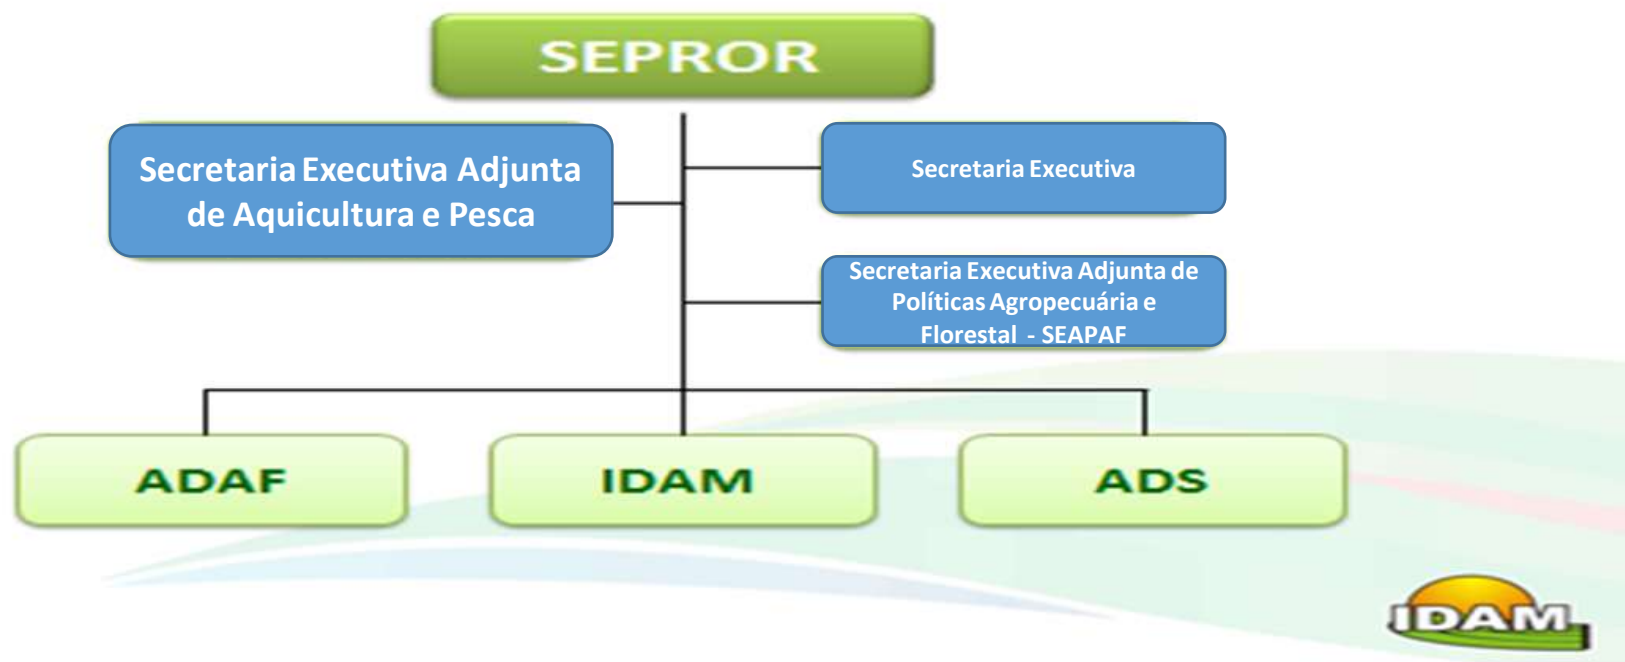 SEPROR
Secretaria Executiva Adjunta
de Aquicultura e Pesca
Secretaria Executiva
Secretaria Executiva Adjunta de
Políticas Agropecuária e
Florestal - SEAPAF
ADAF
IDAM
ADS
IDAM